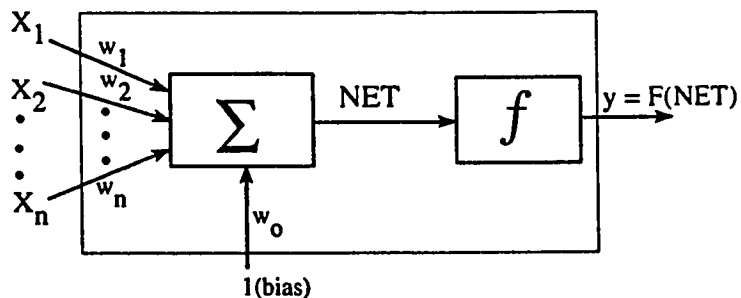 X1
w1
X2
w2
Σ
NET
f
y = F(NET)
Xn
wn
wo
1(bias)